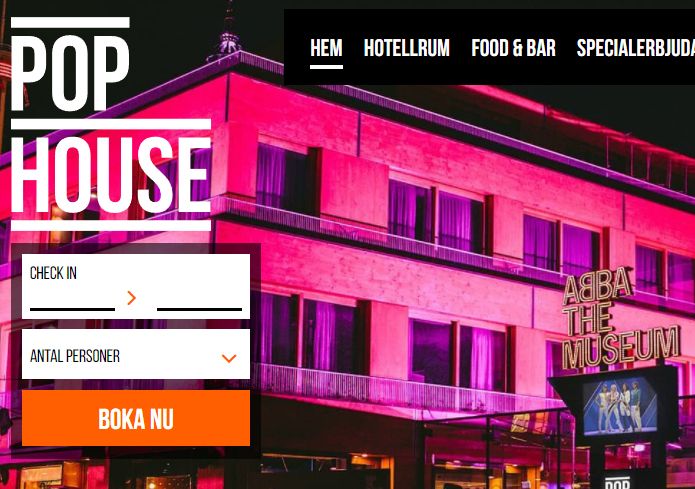 POP
HOUSE
HEM HOTELLRUM FOOD & BAR SPECIALERBJUDA
CHECK IN
>
ANTAL PERSONER
BOKA NU
ABBA
THE
MUSEUM
POP